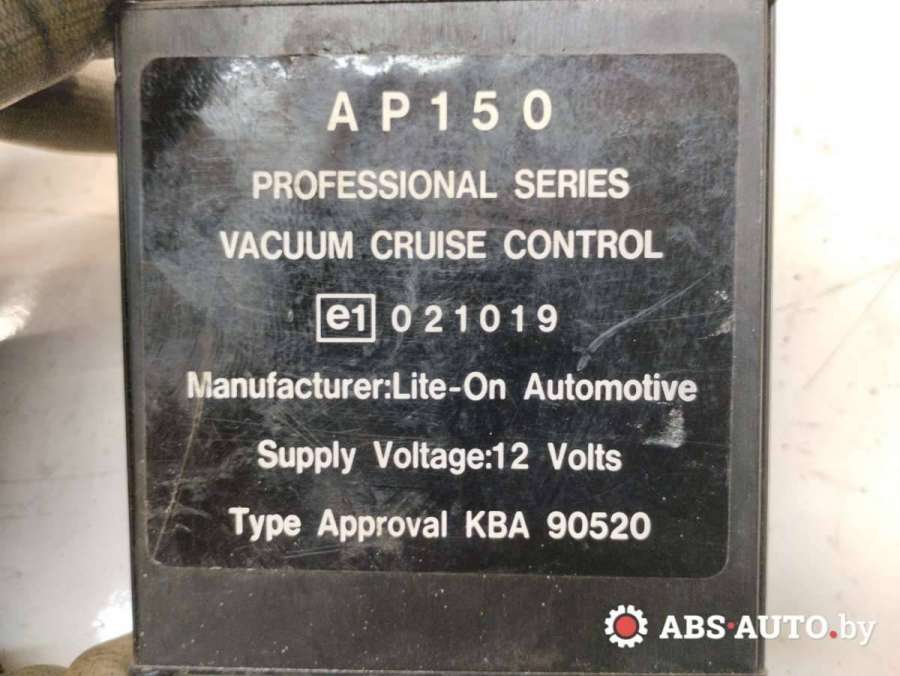 AP150
PROFESSIONAL SERIES
VACUUM CRUISE CONTROL
e1 021019
Manufacturer:Lite-On Automotive
Supply Voltage:12 Volts
Type Approval KBA 90520
ABS-AUTO.by